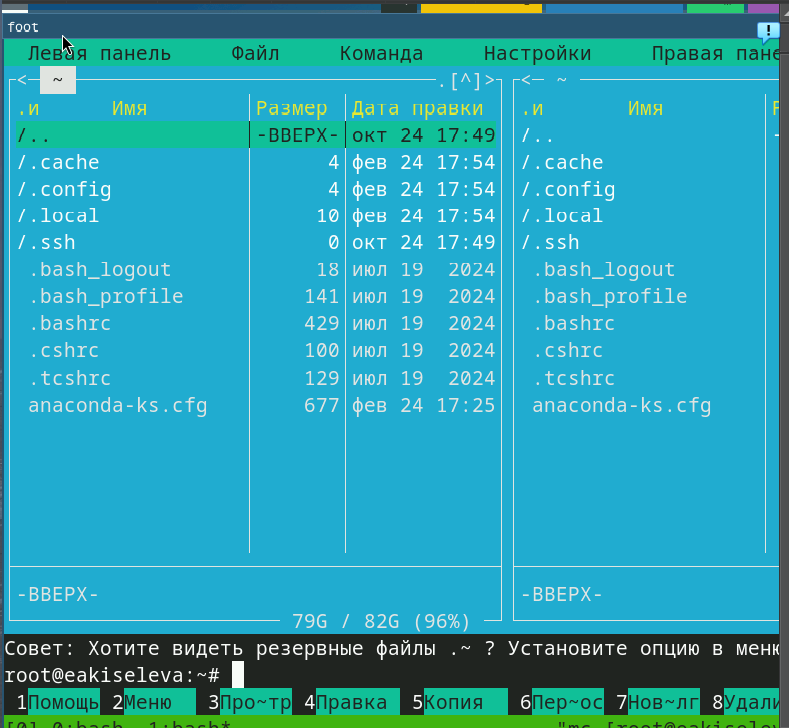 foot
Левая панель Файл Команда Настройки Правая пане
<─ ~ .[^]> <─ ~
.и Имя Размер Дата правки .и Имя
/.. -ВВЕРХ- окт 24 17:49 /..
/.cache 4 фев 24 17:54 /.cache
/.config 4 фев 24 17:54 /.config
/.local 10 фев 24 17:54 /.local
/.ssh 0 окт 24 17:49 /.ssh
.bash_logout 18 июл 19 2024 .bash_logout
.bash_profile 141 июл 19 2024 .bash_profile
.bashrc 429 июл 19 2024 .bashrc
.cshrc 100 июл 19 2024 .cshrc
.tcshrc 129 июл 19 2024 .tcshrc
anaconda-ks.cfg 677 фев 24 17:25 anaconda-ks.cfg
-ВВЕРХ- -ВВЕРХ-
79G / 82G (96%)
Совет: Хотите видеть резервные файлы .~ ? Установите опцию в меню
root@eakiseleva:~#
1Помощь 2Меню 3Про~тр 4Правка 5Копия 6Пер~ос 7Нов~лг 8Удали
[0] 0:bash- 1:bash* "mc [root@eakiselev